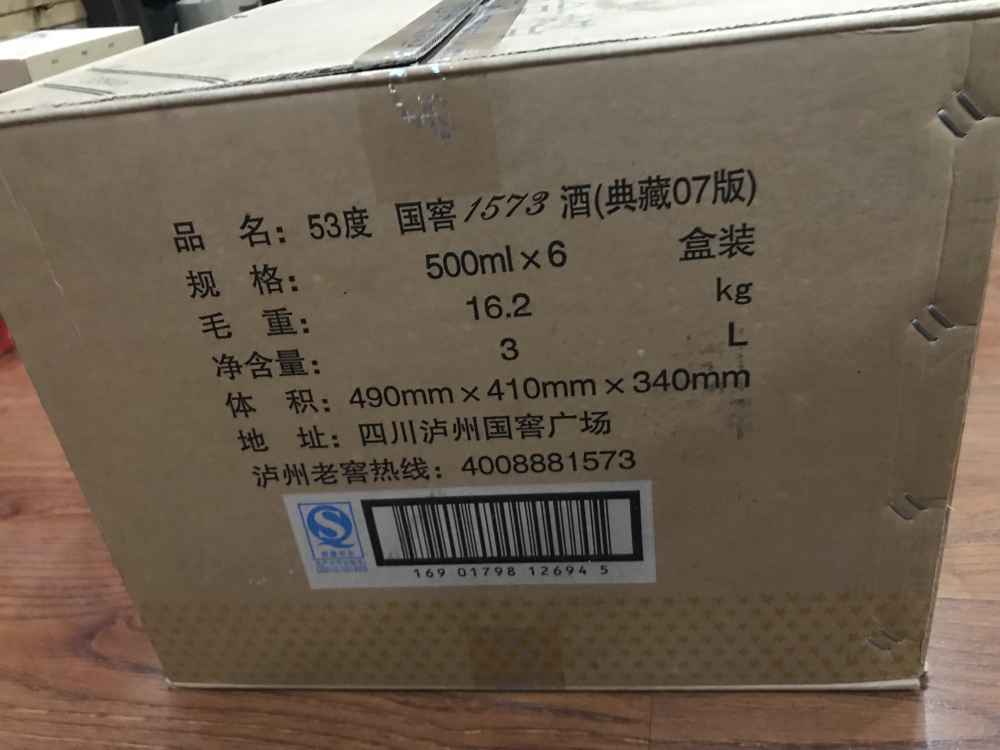 品 名：53度 国窖1573 酒(典藏07版)
规 格： 500ml×6 盒装
毛 重： 16.2 kg
净含量： 3 L
体 积：490mm×410mm×340mm
地 址：四川泸州国窖广场
泸州老窖热线：4008881573
169 01798 12694 5